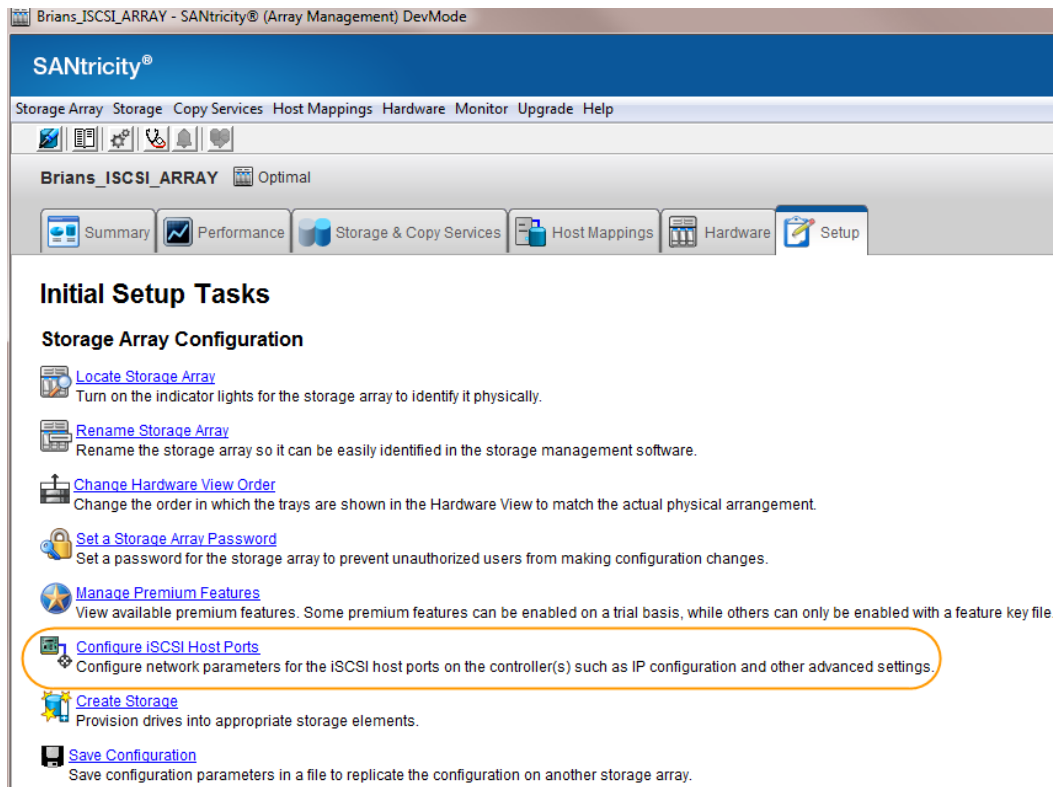 Brians_ISCSI_ARRAY - SANtricity® (Array Management) DevMode
SANtricity®
Storage Array Storage Copy Services Host Mappings Hardware Monitor Upgrade Help
Brians_ISCSI_ARRAY Optimal
Summary Performance Storage & Copy Services Host Mappings Hardware Setup
Initial Setup Tasks
Storage Array Configuration
Locate Storage Array
Turn on the indicator lights for the storage array to identify it physically.
Rename Storage Array
Rename the storage array so it can be easily identified in the storage management software.
Change Hardware View Order
Change the order in which the trays are shown in the Hardware View to match the actual physical arrangement.
Set a Storage Array Password
Set a password for the storage array to prevent unauthorized users from making configuration changes.
Manage Premium Features
View available premium features. Some premium features can be enabled on a trial basis, while others can only be enabled with a feature key file.
Configure iSCSI Host Ports
Configure network parameters for the iSCSI host ports on the controller(s) such as IP configuration and other advanced settings.
Create Storage
Provision drives into appropriate storage elements.
Save Configuration
Save configuration parameters in a file to replicate the configuration on another storage array.